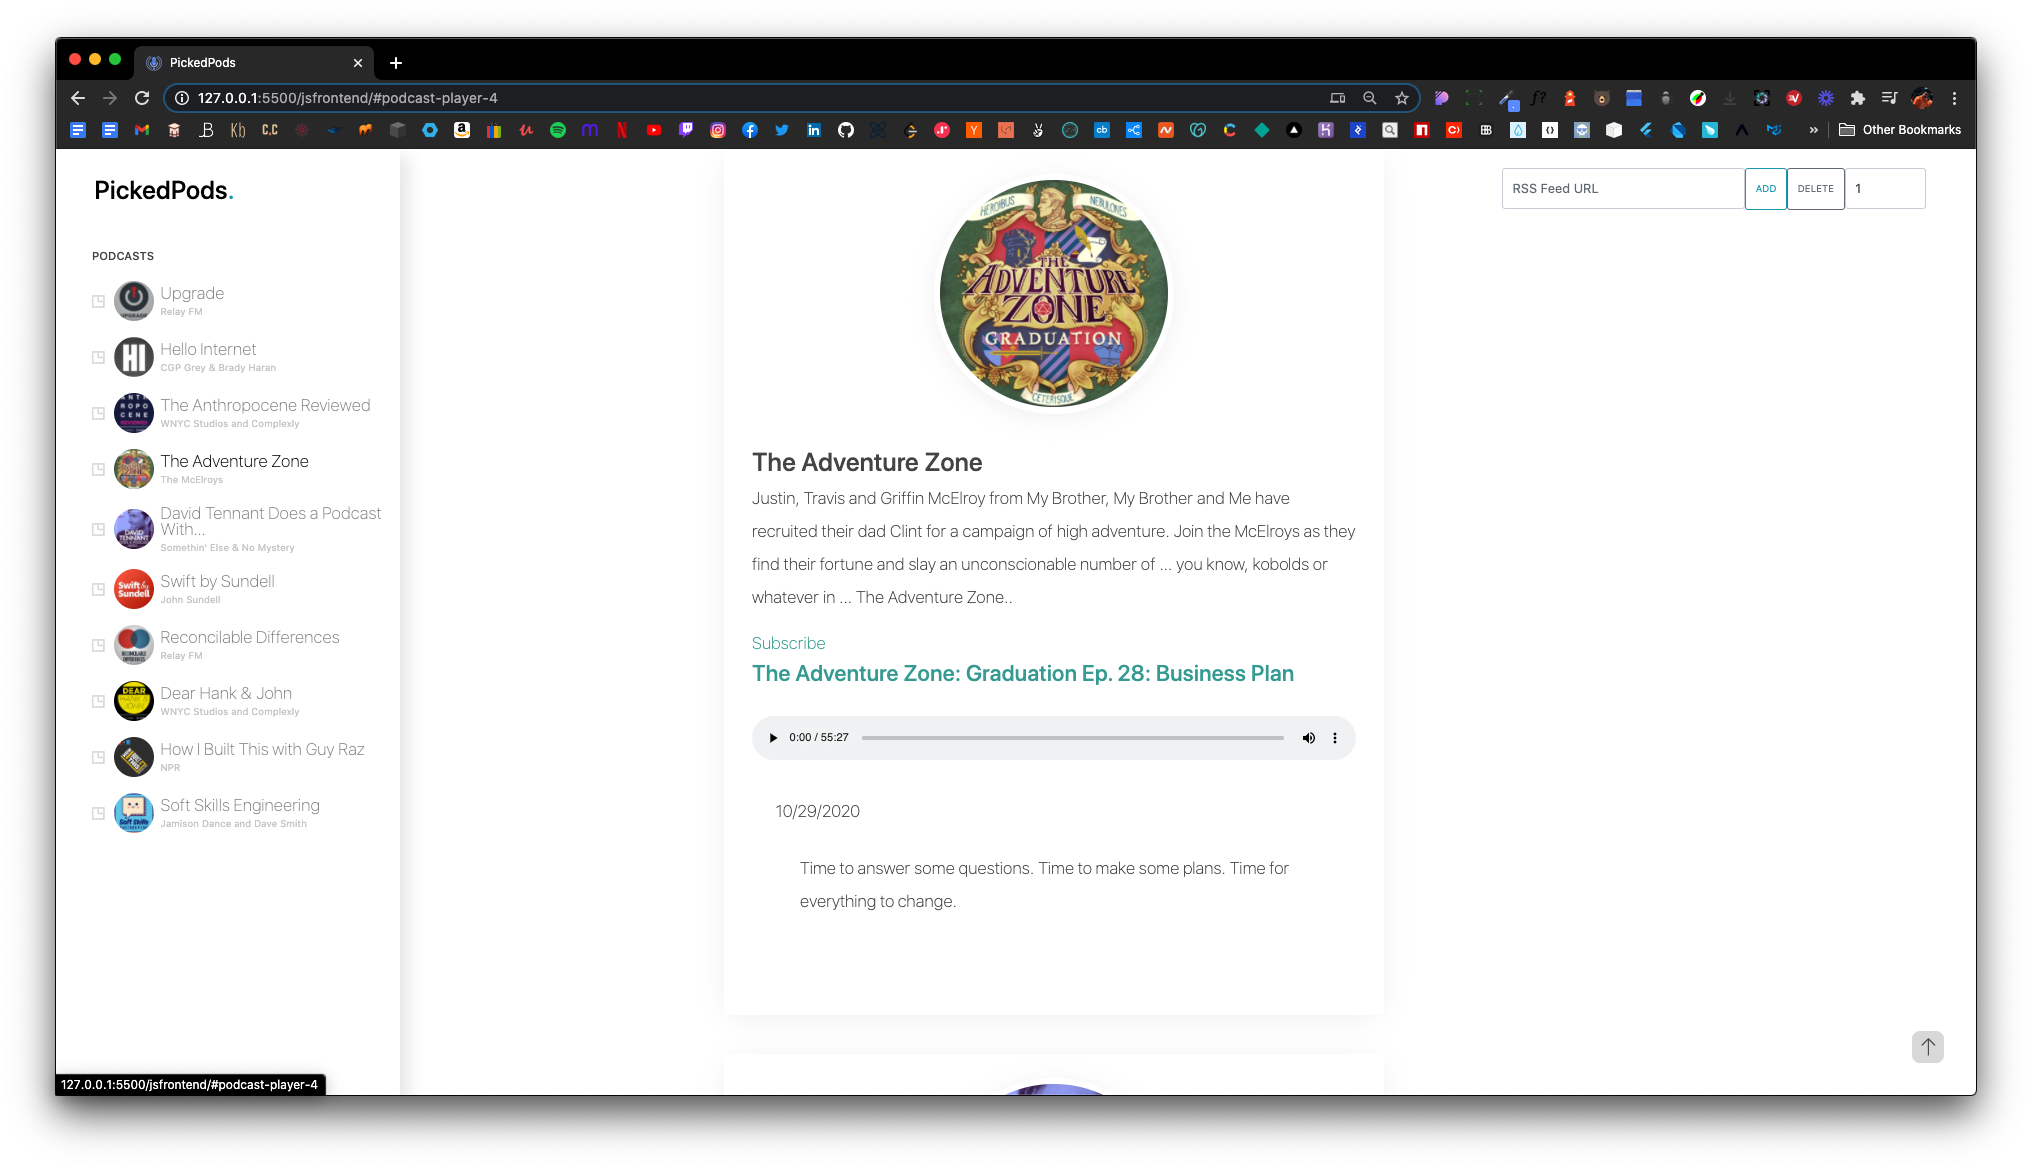 PickedPods
127.0.0.1:5500/jsfrontend/#podcast-player-4
Kb
C.C
cb
Other Bookmarks
PickedPods.
PODCASTS
Upgrade
Relay FM
Hello Internet
CGP Grey & Brady Haran
The Anthropocene Reviewed
WNYC Studios and Complexly
The Adventure Zone
The McElroys
David Tennant Does a Podcast
With...
Somethin' Else & No Mystery
Swift by Sundell
John Sundell
Reconcilable Differences
Relay FM
Dear Hank & John
WNYC Studios and Complexly
How I Built This with Guy Raz
NPR
Soft Skills Engineering
Jamison Dance and Dave Smith
HEROIBUS
NEBULONES
THE
ADVENTURE
ZONE
GRADUATION
CETERISQUE
The Adventure Zone
Justin, Travis and Griffin McElroy from My Brother, My Brother and Me have
recruited their dad Clint for a campaign of high adventure. Join the McElroys as they
find their fortune and slay an unconscionable number of ... you know, kobolds or
whatever in ... The Adventure Zone..
Subscribe
The Adventure Zone: Graduation Ep. 28: Business Plan
0:00 / 55:27
10/29/2020
Time to answer some questions. Time to make some plans. Time for
everything to change.
RSS Feed URL
ADD
DELETE
1
127.0.0.1:5500/jsfrontend/#podcast-player-4